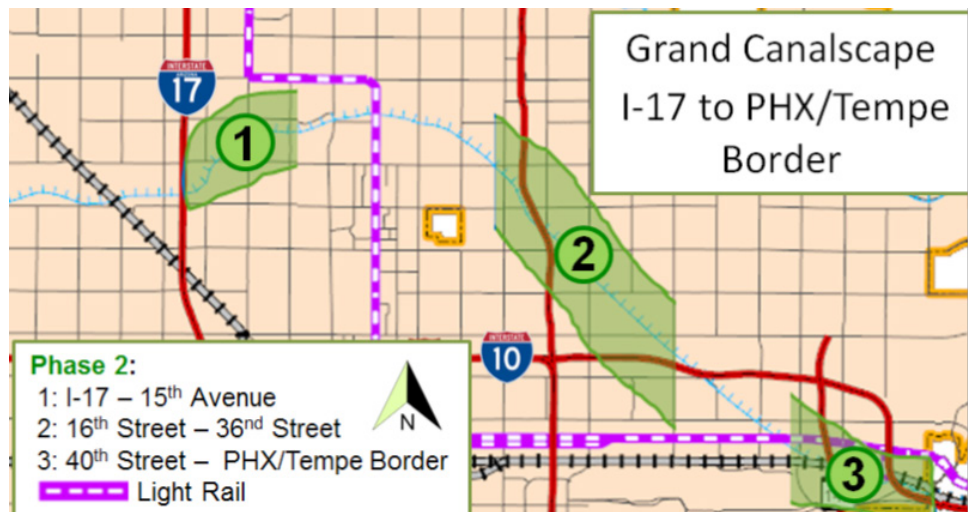 Grand Canalscape
I-17 to PHX/Tempe
Border
INTERSTATE
ARIZONA
17
1
2
INTERSTATE
10
3
Phase 2:
1: I-17 – 15th Avenue
2: 16th Street – 36nd Street
3: 40th Street – PHX/Tempe Border
Light Rail
N